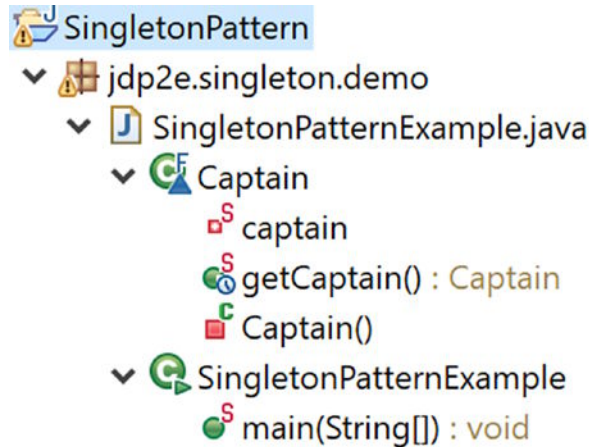 SingletonPattern
jdp2e.singleton.demo
SingletonPatternExample.java
Captain
captain
getCaptain() : Captain
Captain()
SingletonPatternExample
main(String[]) : void